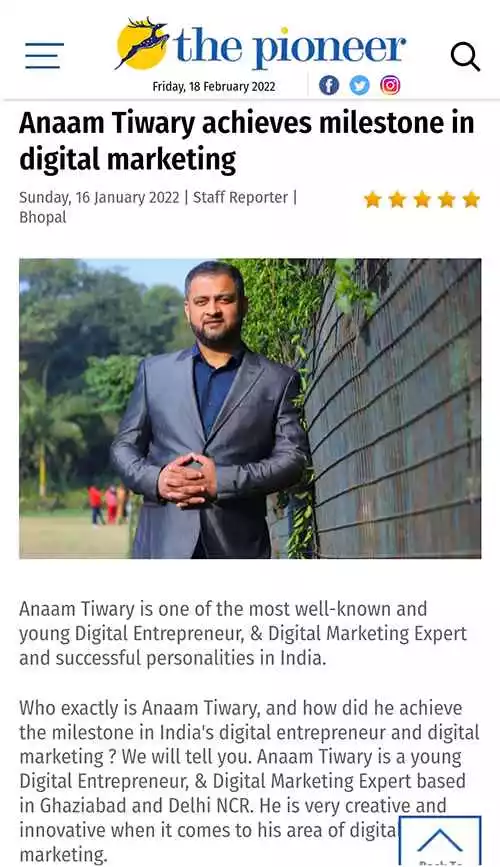 the pioneer
Friday, 18 February 2022
Anaam Tiwary achieves milestone in
digital marketing
Sunday, 16 January 2022 | Staff Reporter |
Bhopal
Anaam Tiwary is one of the most well-known and
young Digital Entrepreneur, & Digital Marketing Expert
and successful personalities in India.
Who exactly is Anaam Tiwary, and how did he achieve
the milestone in India's digital entrepreneur and digital
marketing ? We will tell you. Anaam Tiwary is a young
Digital Entrepreneur, & Digital Marketing Expert based
in Ghaziabad and Delhi NCR. He is very creative and
innovative when it comes to his area of digital
marketing.
Back To